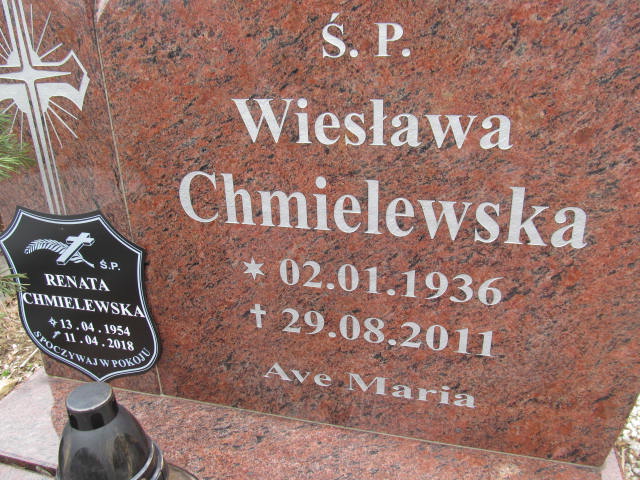 Ś. P.
Wiesława
Chmielewska
✶ 02.01.1936
† 29.08.2011
Ave Maria
Ś.P.
RENATA
CHMIELEWSKA
✶ 13.04.1954
† 11.04.2018
SPOCZYWAJ W POKOJU